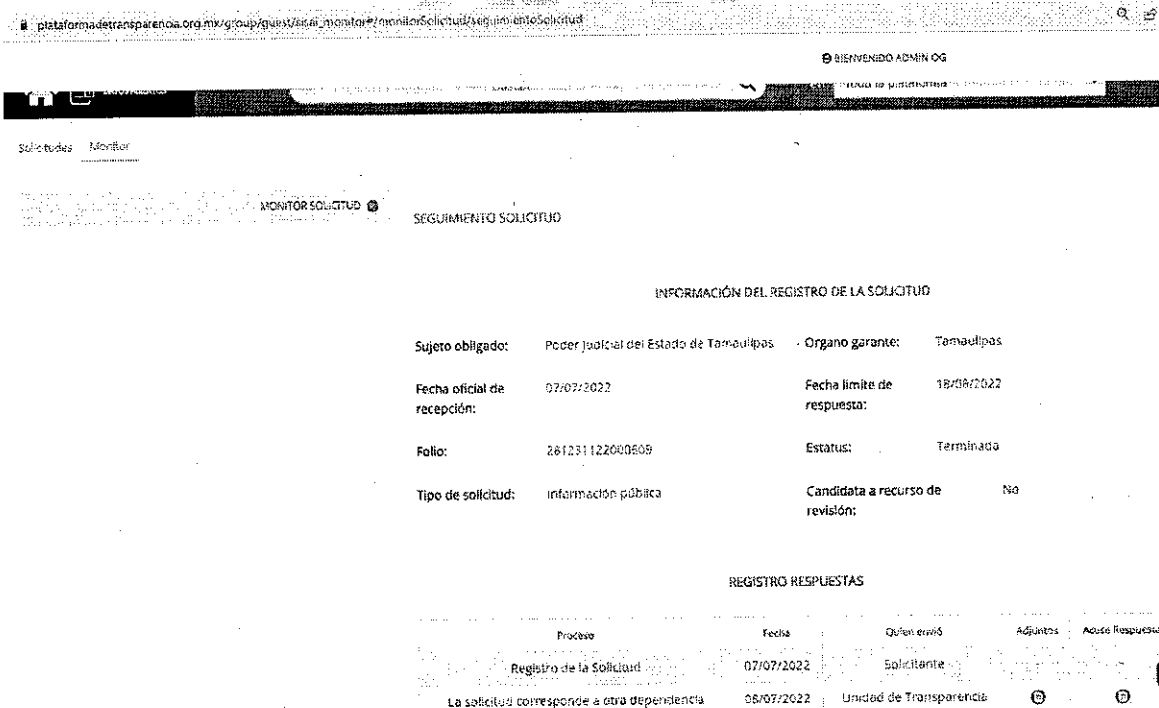 plataformadetransparencia.org.mx/group/guest/sisai_monitor#/monitorSolicitud/seguimientoSolicitud
BIENVENIDO ADMIN OG
Solicitudes Monitor
MONITOR SOLICITUD
SEGUIMIENTO SOLICITUD
INFORMACIÓN DEL REGISTRO DE LA SOLICITUD
Sujeto obligado: Poder Judicial del Estado de Tamaulipas Organo garante: Tamaulipas
Fecha oficial de recepción: 07/07/2022 Fecha límite de respuesta: 18/08/2022
Folio: 281231122000609 Estatus: Terminada
Tipo de solicitud: Información pública Candidata a recurso de revisión: No
REGISTRO RESPUESTAS
Proceso Fecha Quien envió Adjuntos Acuse Respuesta
Registro de la Solicitud 07/07/2022 Solicitante - -
La solicitud corresponde a otra dependencia 08/07/2022 Unidad de Transparencia